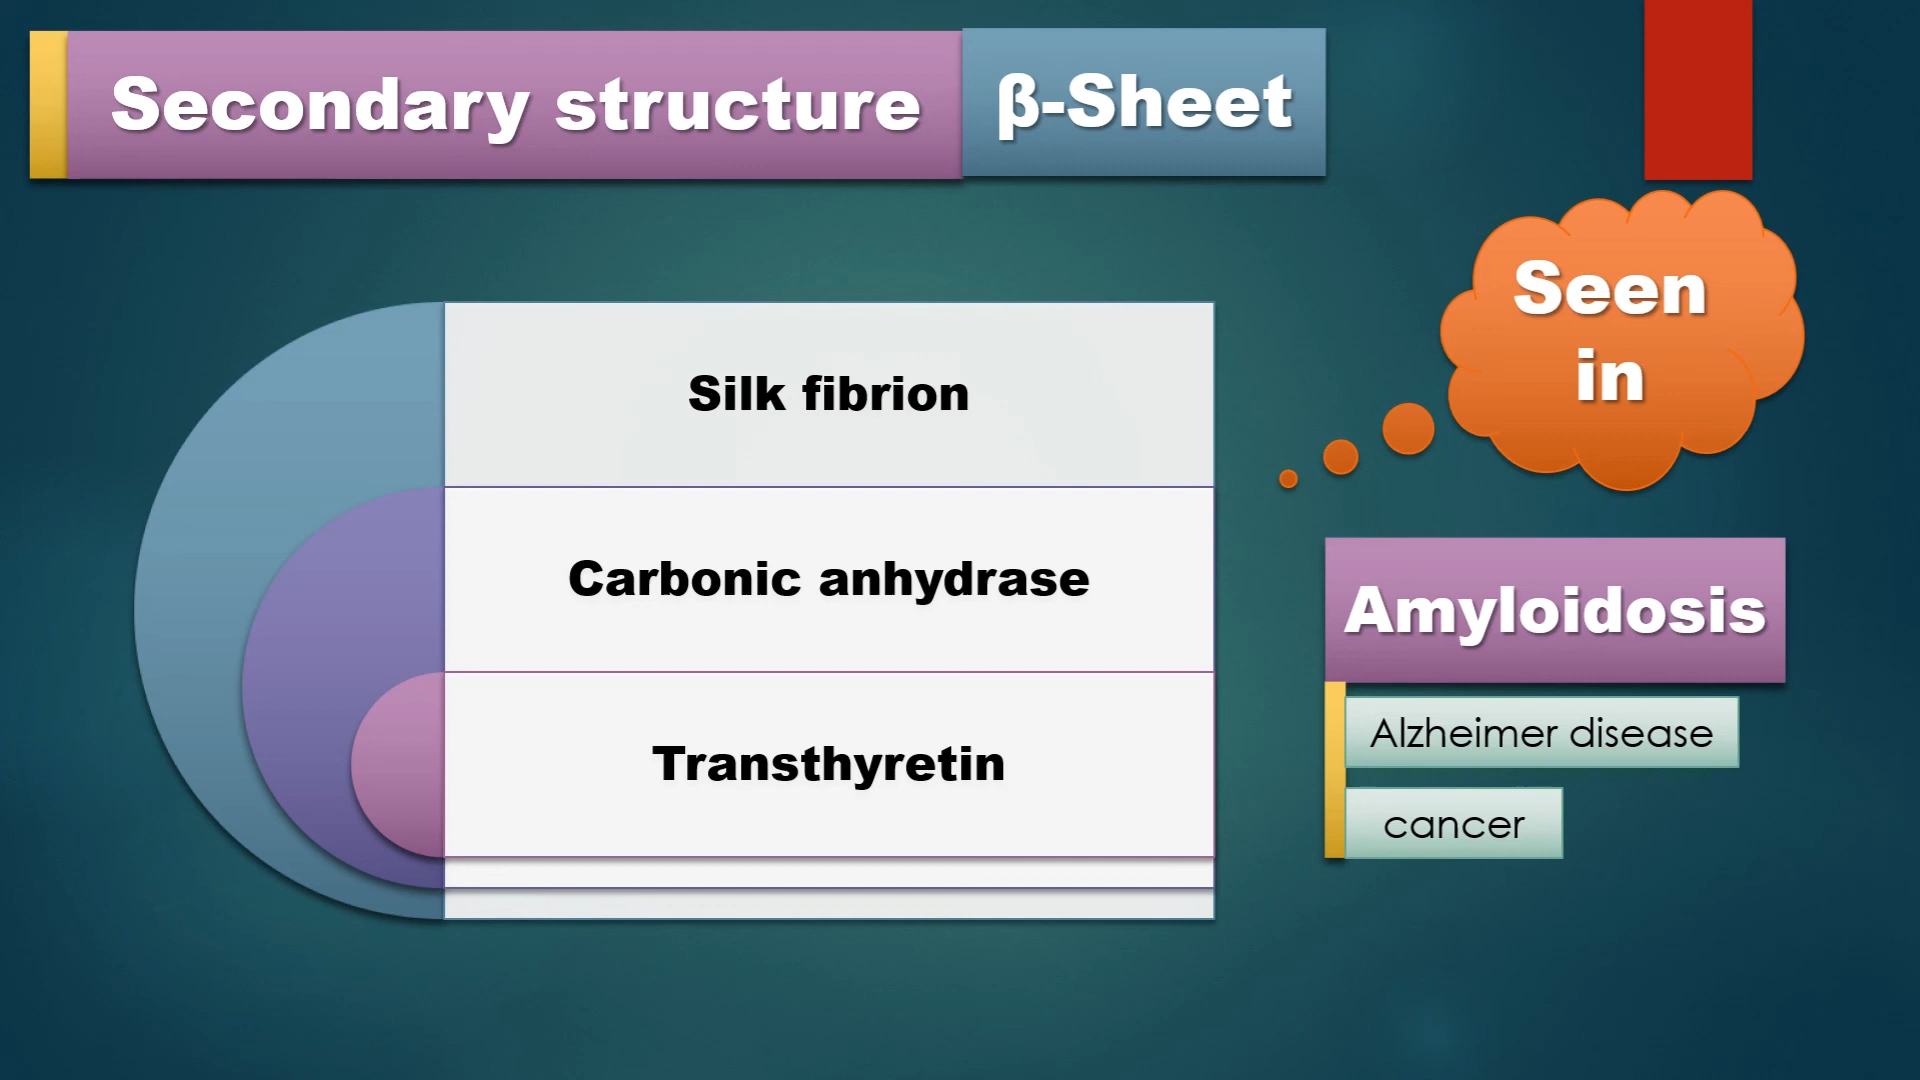 Secondary structure
β-Sheet
Seen
in
Silk fibrion
Carbonic anhydrase
Transthyretin
Amyloidosis
Alzheimer disease
cancer